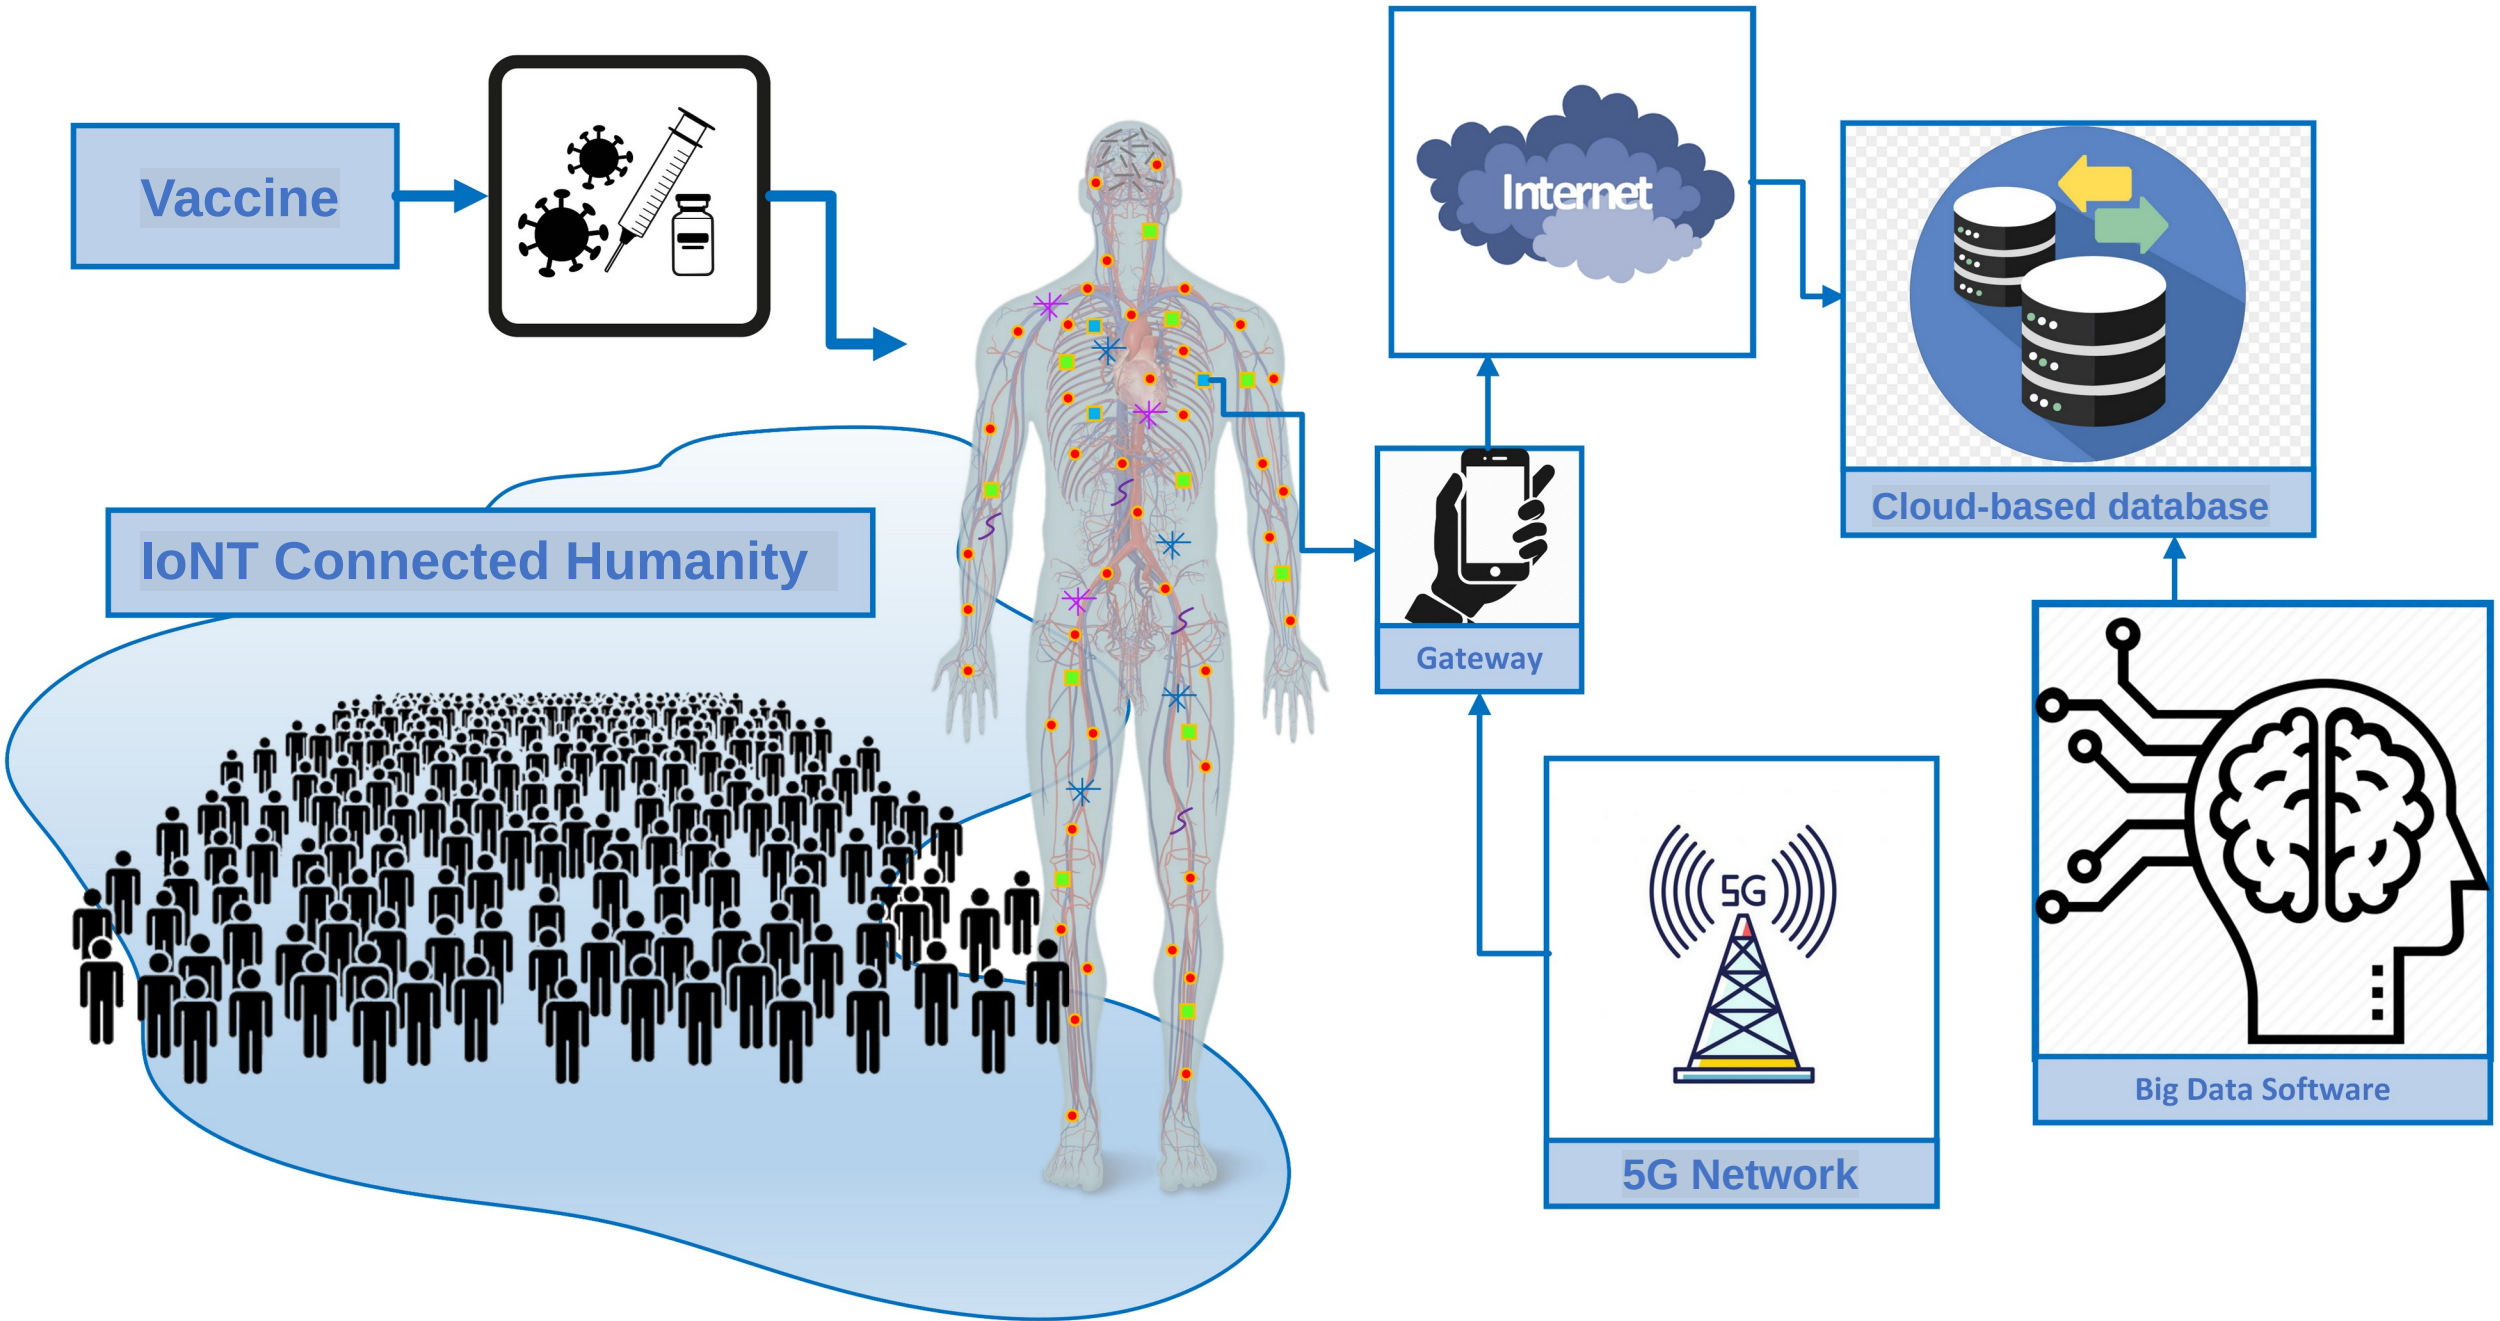 Vaccine
Internet
Cloud-based database
IoNT Connected Humanity
Gateway
5G
5G Network
Big Data Software